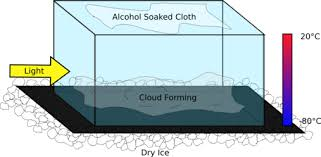 Alcohol Soaked Cloth
20°C
Light
Cloud Forming
-80°C
Dry Ice